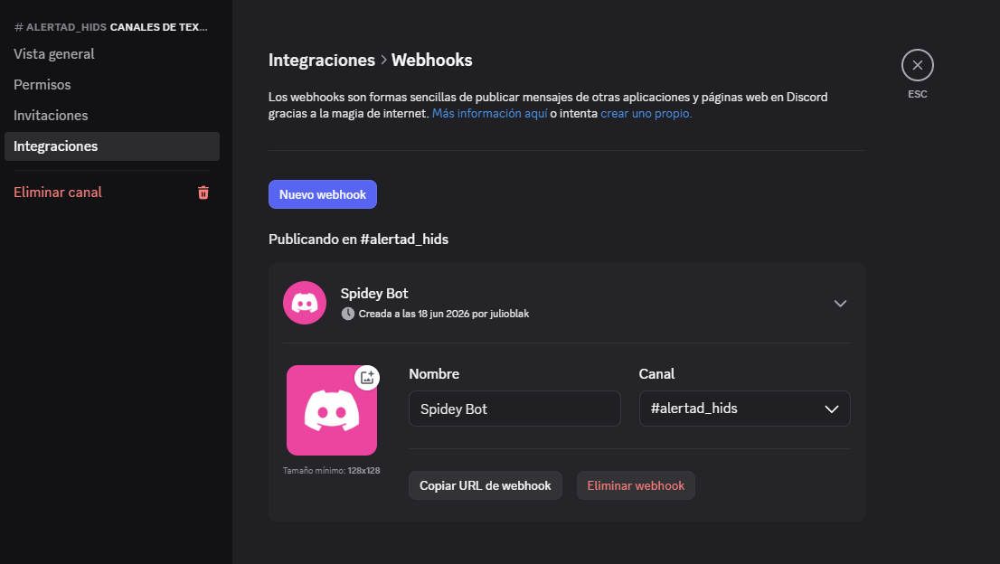 # ALERTAD_HIDS CANALES DE TEX...
Vista general
Permisos
Invitaciones
Integraciones
Eliminar canal
Integraciones > Webhooks
ESC
Los webhooks son formas sencillas de publicar mensajes de otras aplicaciones y páginas web en Discord
gracias a la magia de internet. Más información aquí o intenta crear uno propio.
Nuevo webhook
Publicando en #alertad_hids
Spidey Bot
Creada a las 18 jun 2026 por julioblak
Nombre
Canal
Spidey Bot
#alertad_hids
Tamaño mínimo: 128x128
Copiar URL de webhook
Eliminar webhook